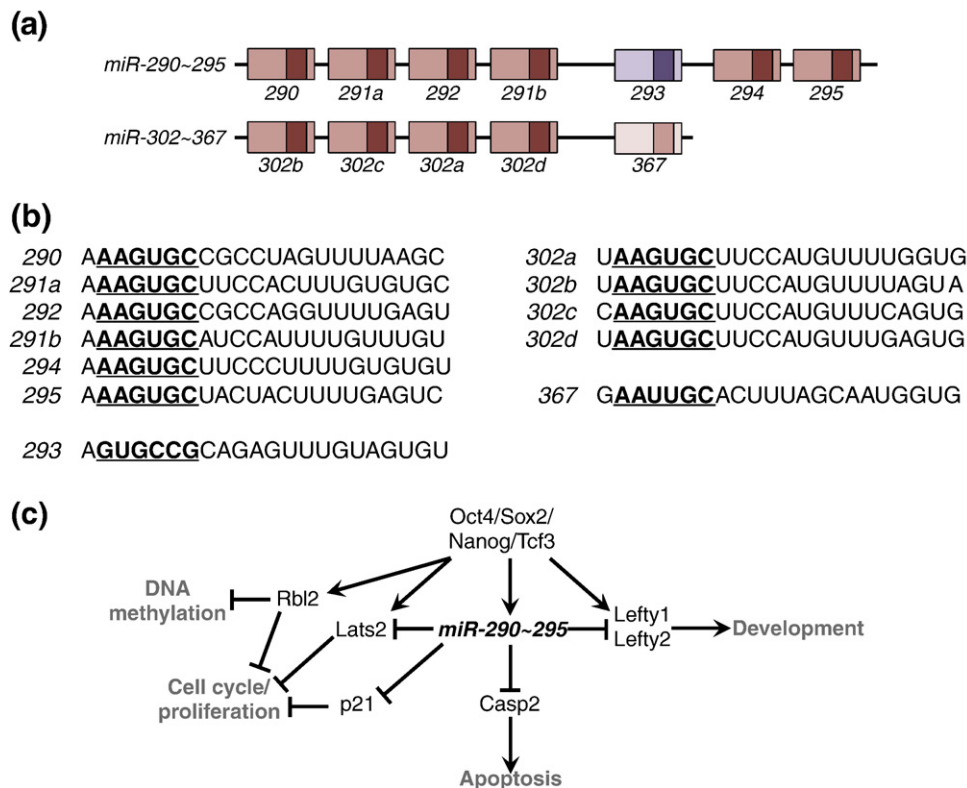 (a)
miR-290~295
290 291a 292 291b 293 294 295
miR-302~367
302b 302c 302a 302d 367
(b)
290 AAAGUGCCGCCUAGUUUUAAGC
291a AAAGUGCUUCCACUUUGUGUGC
292 AAAGUGCCGCCAGGUUUUGAGU
291b AAAGUGCAUCCAUUUUGUUUGU
294 AAAGUGCUUCCCUUUUGUGUGU
295 AAAGUGCUACUACUUUUGAGUC
293 AGUGCCGCAGAGUUUGUAGUGU
302a UAAGUGCUUCCAUGUUUUGGUG
302b UAAGUGCUUCCAUGUUUUAGUA
302c CAAGUGCUUCCAUGUUUCAGUG
302d UAAGUGCUUCCAUGUUUGAGUG
367 GAAUUGCACUUUAGCAAUGGUG
(c)
Oct4/Sox2/
Nanog/Tcf3
DNA
methylation
Rbl2
Lats2
miR-290~295
Lefty1
Lefty2
Development
Cell cycle/
proliferation
p21
Casp2
Apoptosis